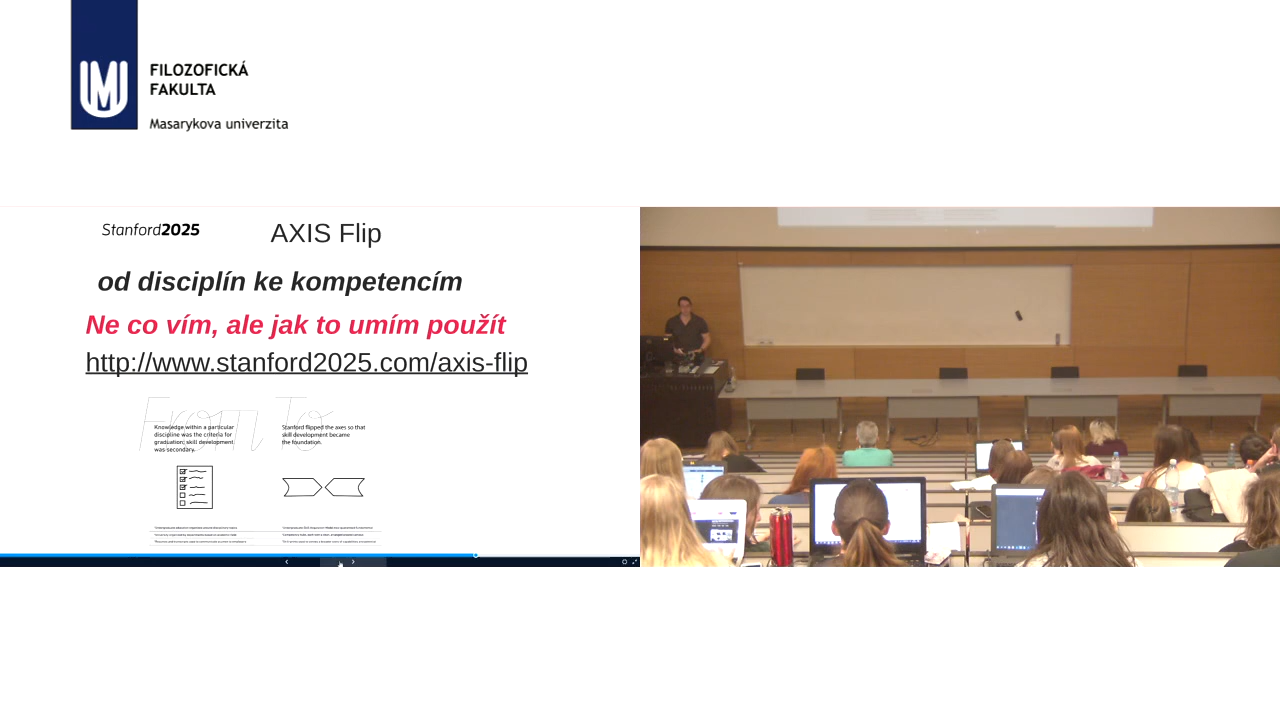 FILOZOFICKÁ
FAKULTA
Masarykova univerzita
Stanford2025
AXIS Flip
od disciplín ke kompetencím
Ne co vím, ale jak to umím použít
http://www.stanford2025.com/axis-flip
From To
Knowledge within a particular
discipline was the criteria for
graduation; skill development
was secondary.
Stanford flipped the axes so that
skill development became
the foundation.